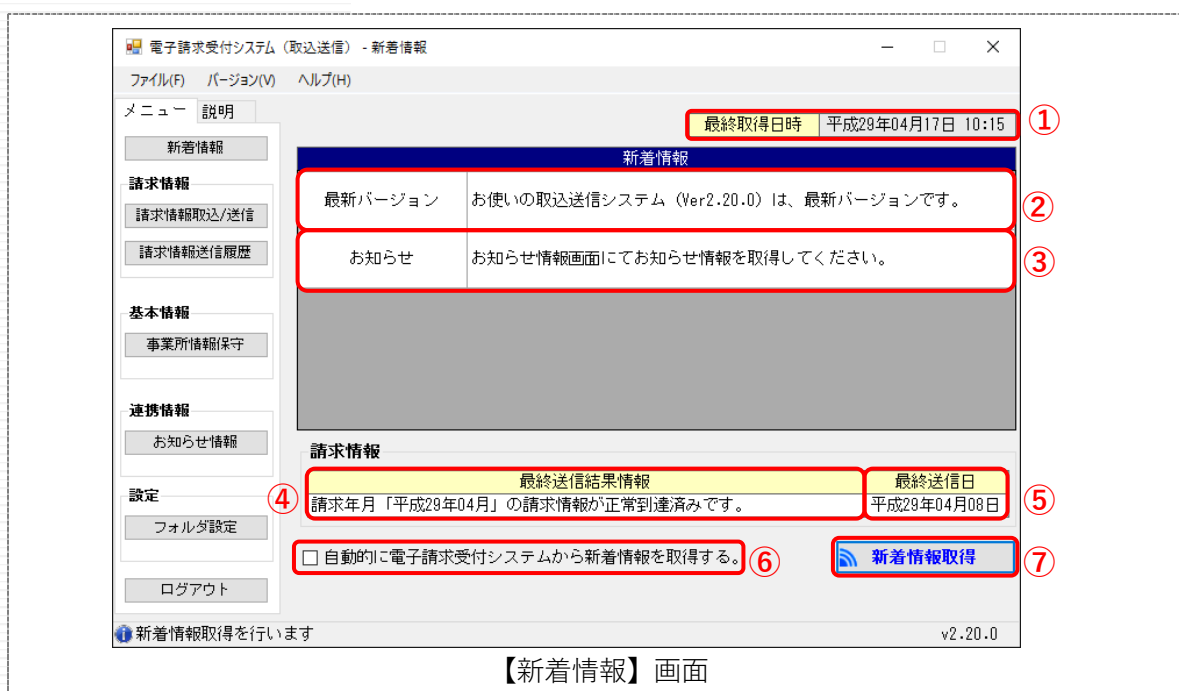 電子請求受付システム（取込送信） - 新着情報
ファイル(F) バージョン(V) ヘルプ(H)
メニュー 説明
最終取得日時 平成29年04月17日 10:15 ①
新着情報
新着情報
請求情報
最新バージョン お使いの取込送信システム（Ver2.20.0）は、最新バージョンです。 ②
請求情報取込/送信
請求情報送信履歴
お知らせ お知らせ情報画面にてお知らせ情報を取得してください。 ③
基本情報
事業所情報保守
連携情報
お知らせ情報
請求情報
最終送信結果情報 最終送信日
設定
④ 請求年月「平成29年04月」の請求情報が正常到達済みです。 平成29年04月08日 ⑤
フォルダ設定
自動的に電子請求受付システムから新着情報を取得する。 ⑥ 新着情報取得 ⑦
ログアウト
新着情報取得を行います v2.20.0
【新着情報】画面